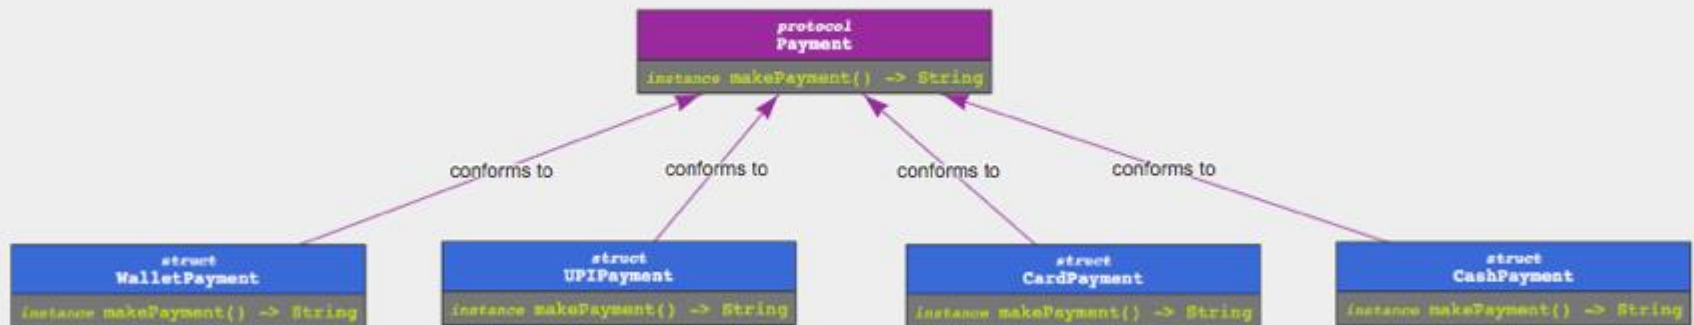 protocol
Payment
instance makePayment() -> String
conforms to
conforms to
conforms to
conforms to
struct
WalletPayment
instance makePayment() -> String
struct
UPIPayment
instance makePayment() -> String
struct
CardPayment
instance makePayment() -> String
struct
CashPayment
instance makePayment() -> String